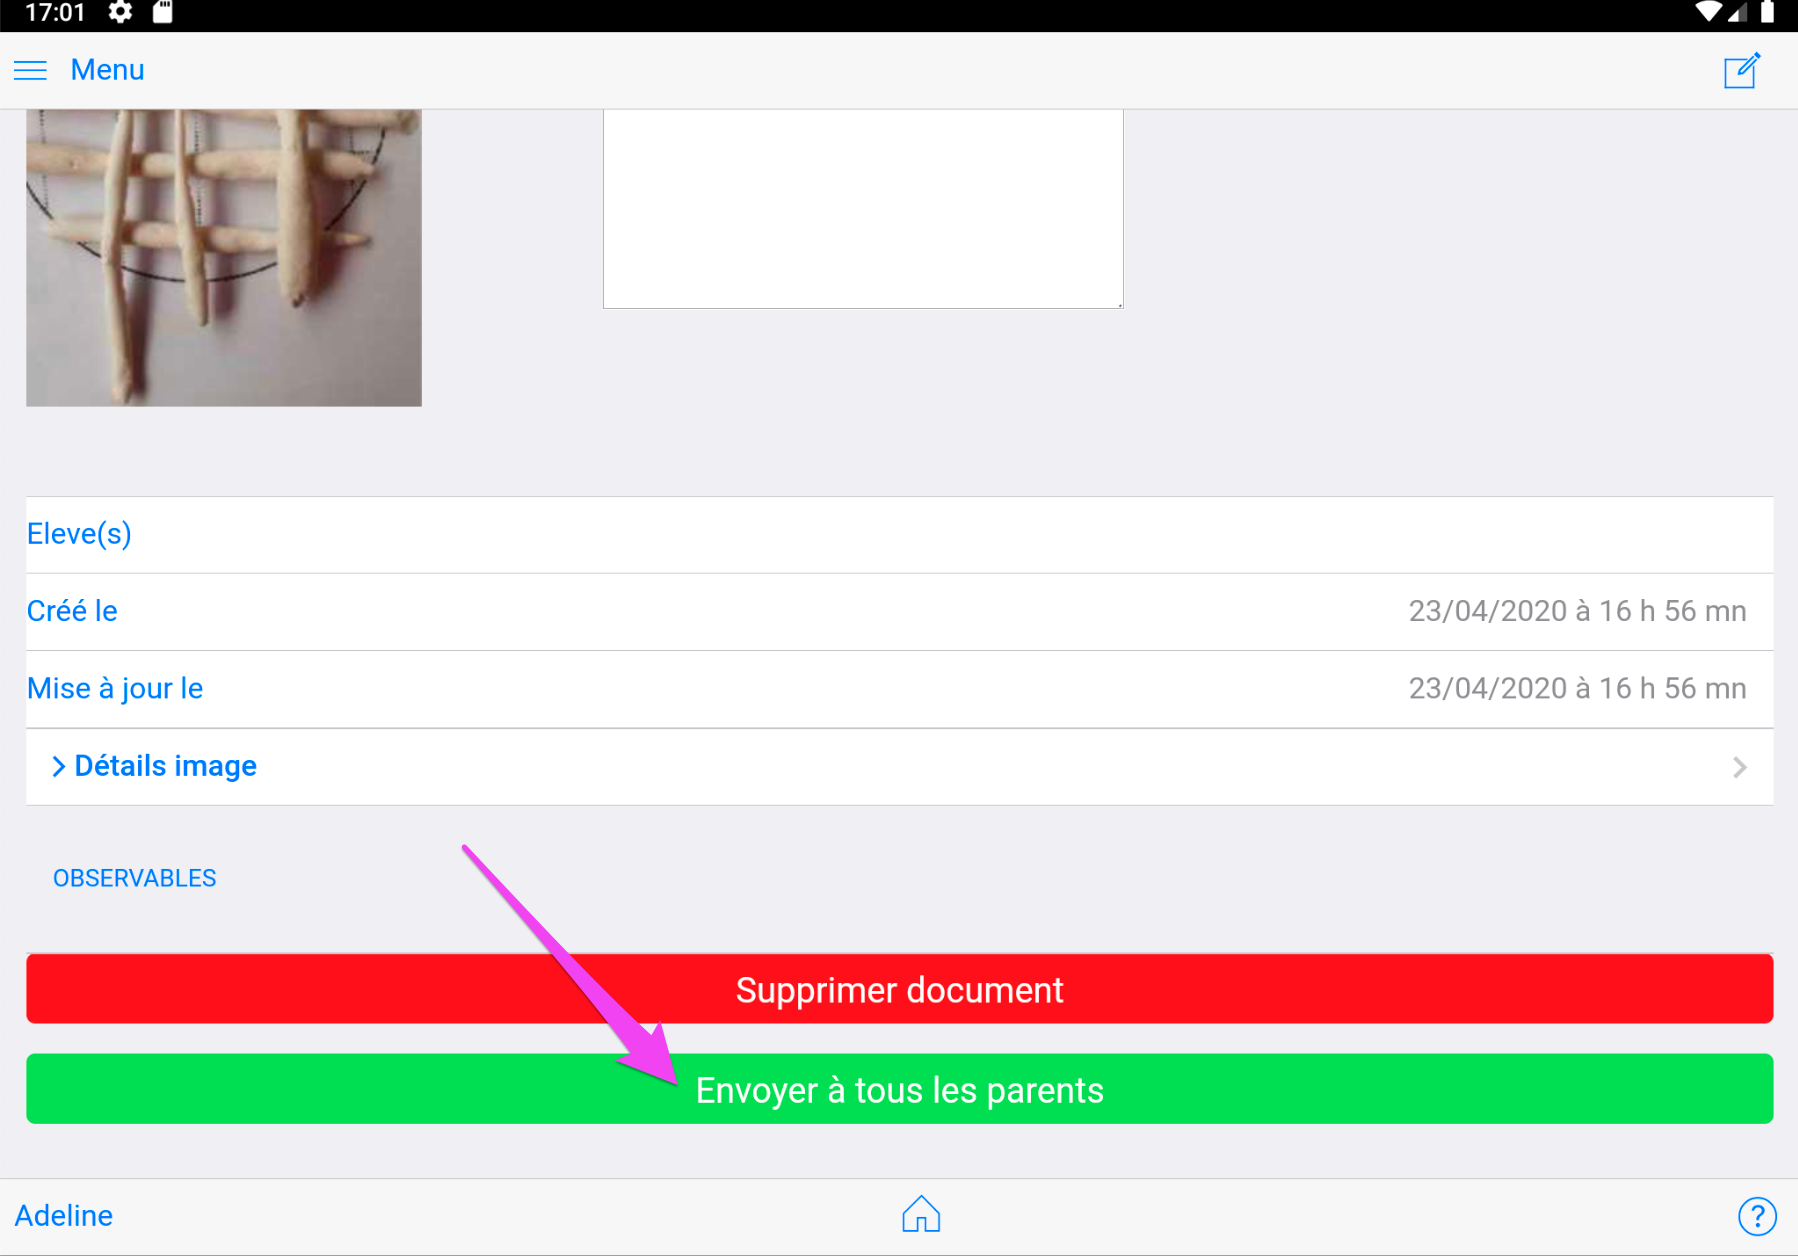 17:01
Menu
Eleve(s)
Créé le 23/04/2020 à 16 h 56 mn
Mise à jour le 23/04/2020 à 16 h 56 mn
Détails image
OBSERVABLES
Supprimer document
Envoyer à tous les parents
Adeline
?